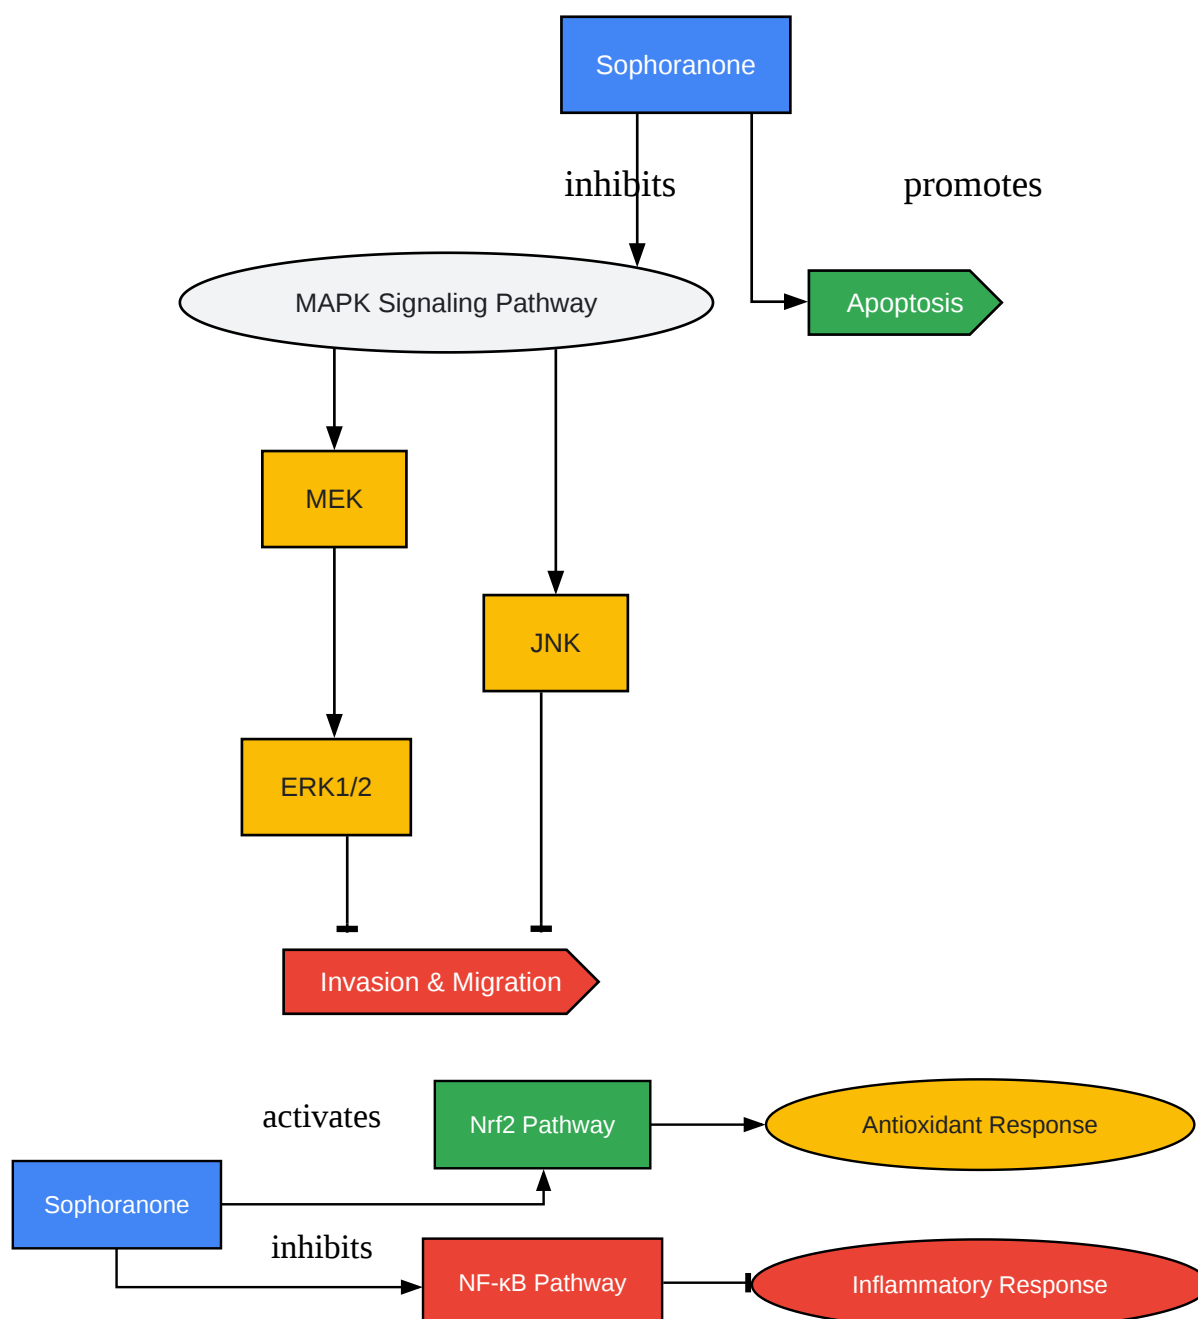 Sophoranone
inhibits
promotes
MAPK Signaling Pathway
Apoptosis
MEK
JNK
ERK1/2
Invasion & Migration
activates
Nrf2 Pathway
Antioxidant Response
Sophoranone
inhibits
NF-κB Pathway
Inflammatory Response